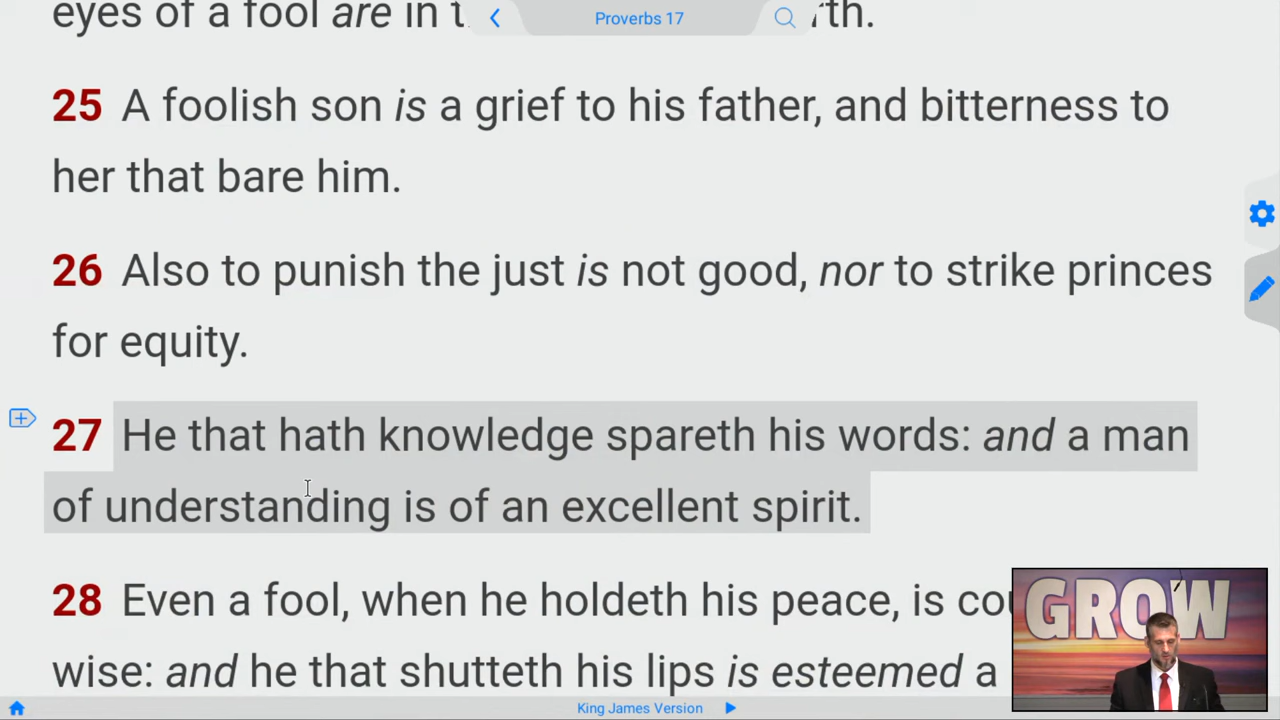 eyes of a fool are in
Proverbs 17
rth.
25 A foolish son is a grief to his father, and bitterness to
her that bare him.
26 Also to punish the just is not good, nor to strike princes
for equity.
27 He that hath knowledge spareth his words: and a man
of understanding is of an excellent spirit.
28 Even a fool, when he holdeth his peace, is
wise: and he that shutteth his lips is esteemed a
GROW
King James Version